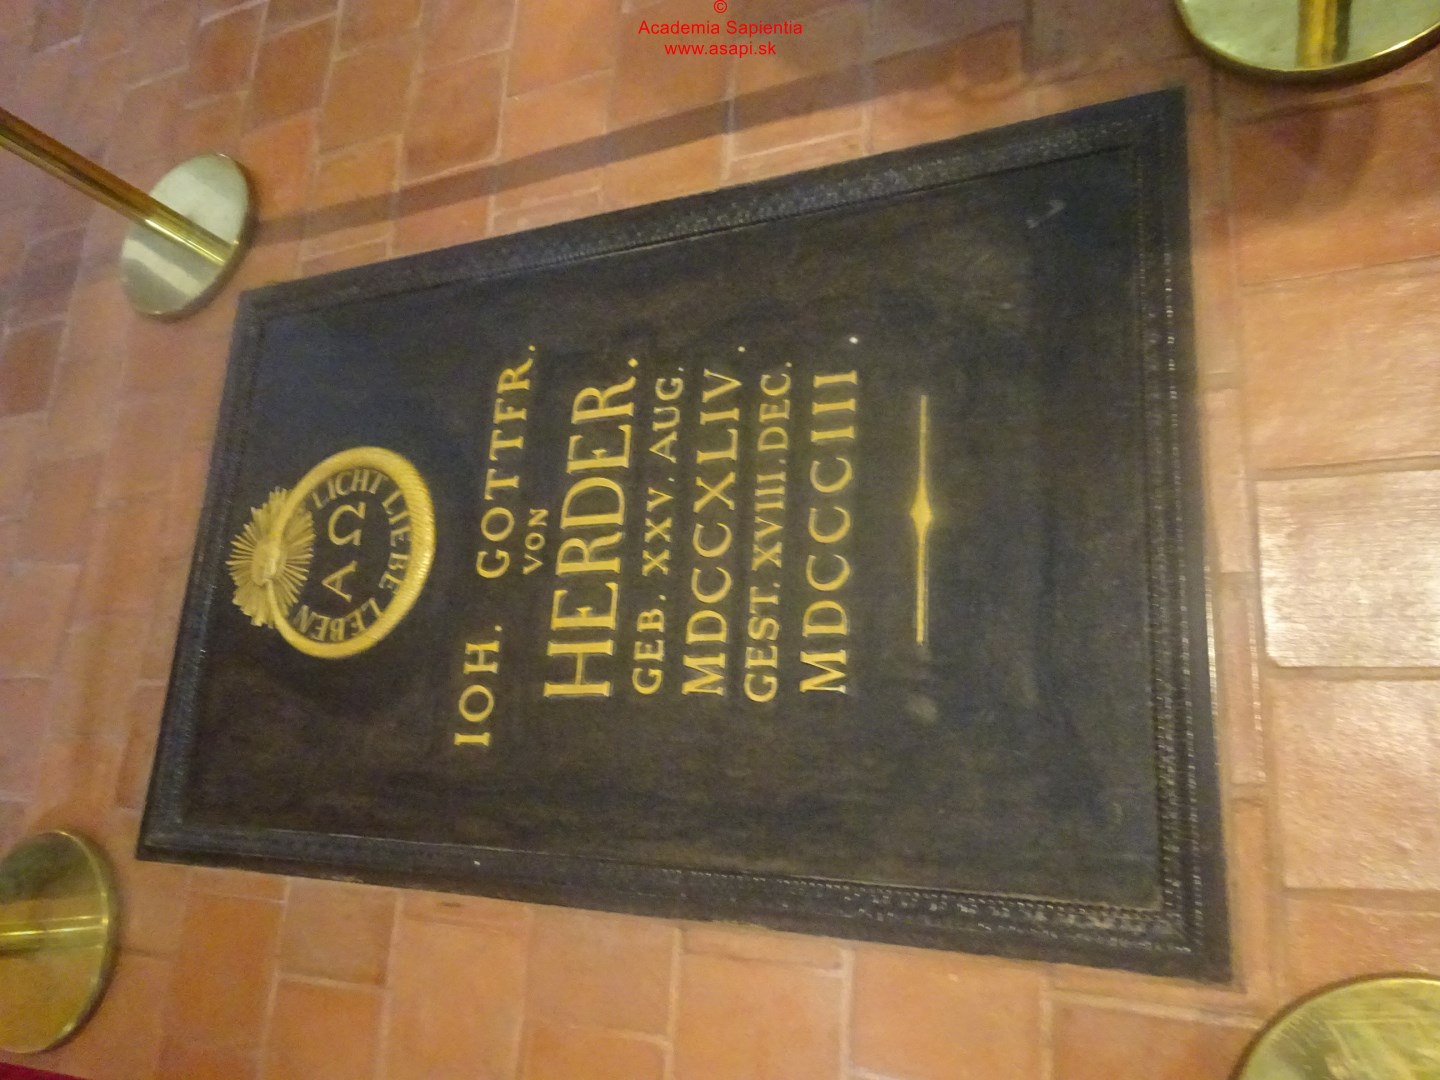 ©
Academia Sapientia
www.asapi.sk
LICHT LIEBE LEBEN
Α Ω
IOH. GOTTFR.
VON
HERDER.
GEB. XXV. AUG.
MDCCXLIV.
GEST. XVIII. DEC.
MDCCCIII.